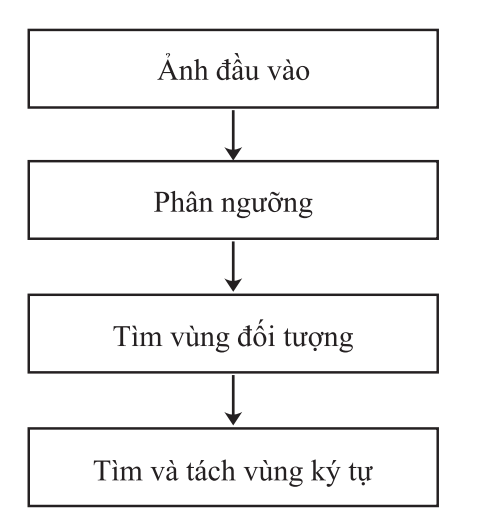 Ảnh đầu vào
Phân ngưỡng
Tìm vùng đối tượng
Tìm và tách vùng ký tự